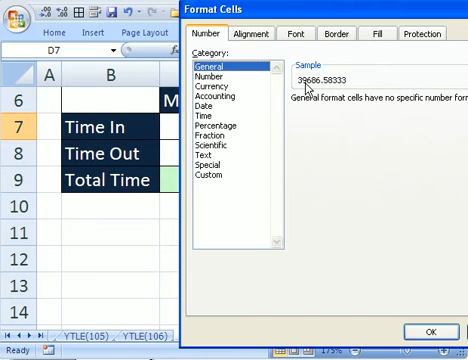 Format Cells
Home Insert Page Layout
D7
Number Alignment Font Border Fill Protection
Category:
General
Number
Currency
Accounting
Date
Time
Percentage
Fraction
Scientific
Text
Special
Custom
Sample
39686.58333
General format cells have no specific number form
A B
6 M
7 Time In
8 Time Out
9 Total Time
10
11
12
13
14
YTLE(105) YTLE(106)
OK
Ready
175%